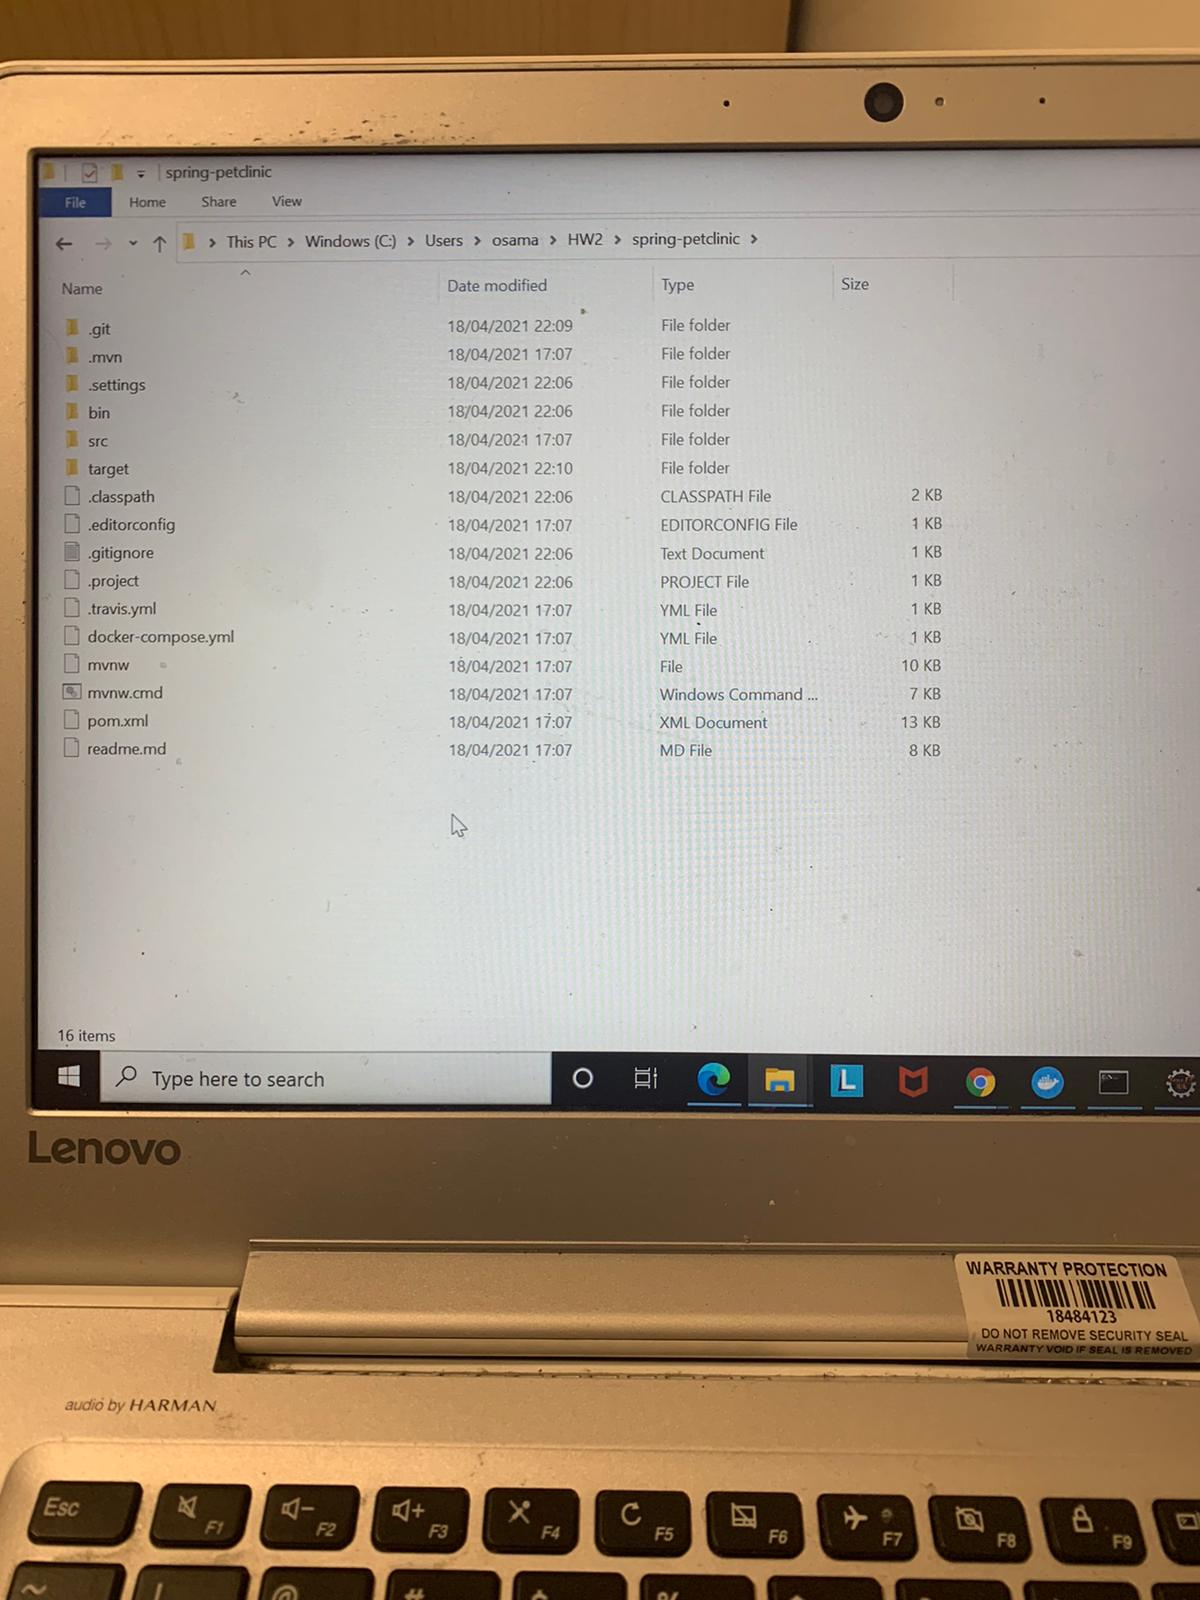 spring-petclinic
File Home Share View
This PC > Windows (C:) > Users > osama > HW2 > spring-petclinic >
Name Date modified Type Size
.git 18/04/2021 22:09 File folder
.mvn 18/04/2021 17:07 File folder
.settings 18/04/2021 22:06 File folder
bin 18/04/2021 22:06 File folder
src 18/04/2021 17:07 File folder
target 18/04/2021 22:10 File folder
.classpath 18/04/2021 22:06 CLASSPATH File 2 KB
.editorconfig 18/04/2021 17:07 EDITORCONFIG File 1 KB
.gitignore 18/04/2021 22:06 Text Document 1 KB
.project 18/04/2021 22:06 PROJECT File 1 KB
.travis.yml 18/04/2021 17:07 YML File 1 KB
docker-compose.yml 18/04/2021 17:07 YML File 1 KB
mvnw 18/04/2021 17:07 File 10 KB
mvnw.cmd 18/04/2021 17:07 Windows Command ... 7 KB
pom.xml 18/04/2021 17:07 XML Document 13 KB
readme.md 18/04/2021 17:07 MD File 8 KB
16 items
Type here to search
L
Lenovo
WARRANTY PROTECTION
18484123
DO NOT REMOVE SECURITY SEAL
WARRANTY VOID IF SEAL IS REMOVED
audio by HARMAN
Esc F1 F2 F3 F4 F5 F6 F7 F8 F9
~ ! @ #